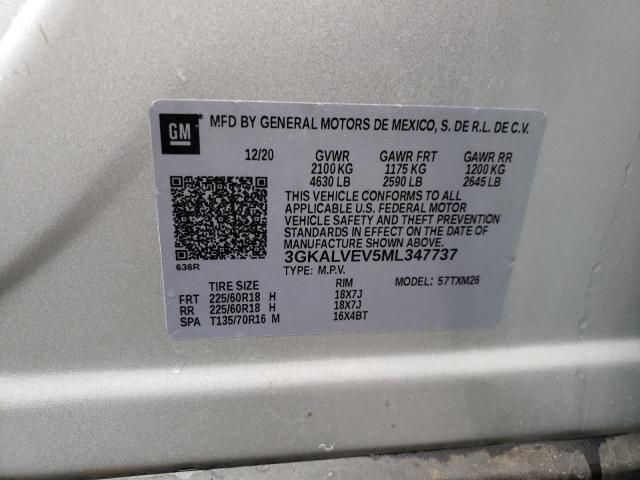 GM MFD BY GENERAL MOTORS DE MEXICO, S. DE R.L. DE C.V.
12/20 GVWR GAWR FRT GAWR RR
2100 KG 1175 KG 1200 KG
4630 LB 2590 LB 2645 LB
THIS VEHICLE CONFORMS TO ALL
APPLICABLE U.S. FEDERAL MOTOR
VEHICLE SAFETY AND THEFT PREVENTION
STANDARDS IN EFFECT ON THE DATE OF
MANUFACTURE SHOWN ABOVE.
636R 3GKALVEV5ML347737
TYPE: M.P.V. MODEL: 57TXM26
TIRE SIZE RIM
FRT 225/60R18 H 18X7J
RR 225/60R18 H 18X7J
SPA T135/70R16 M 16X4BT